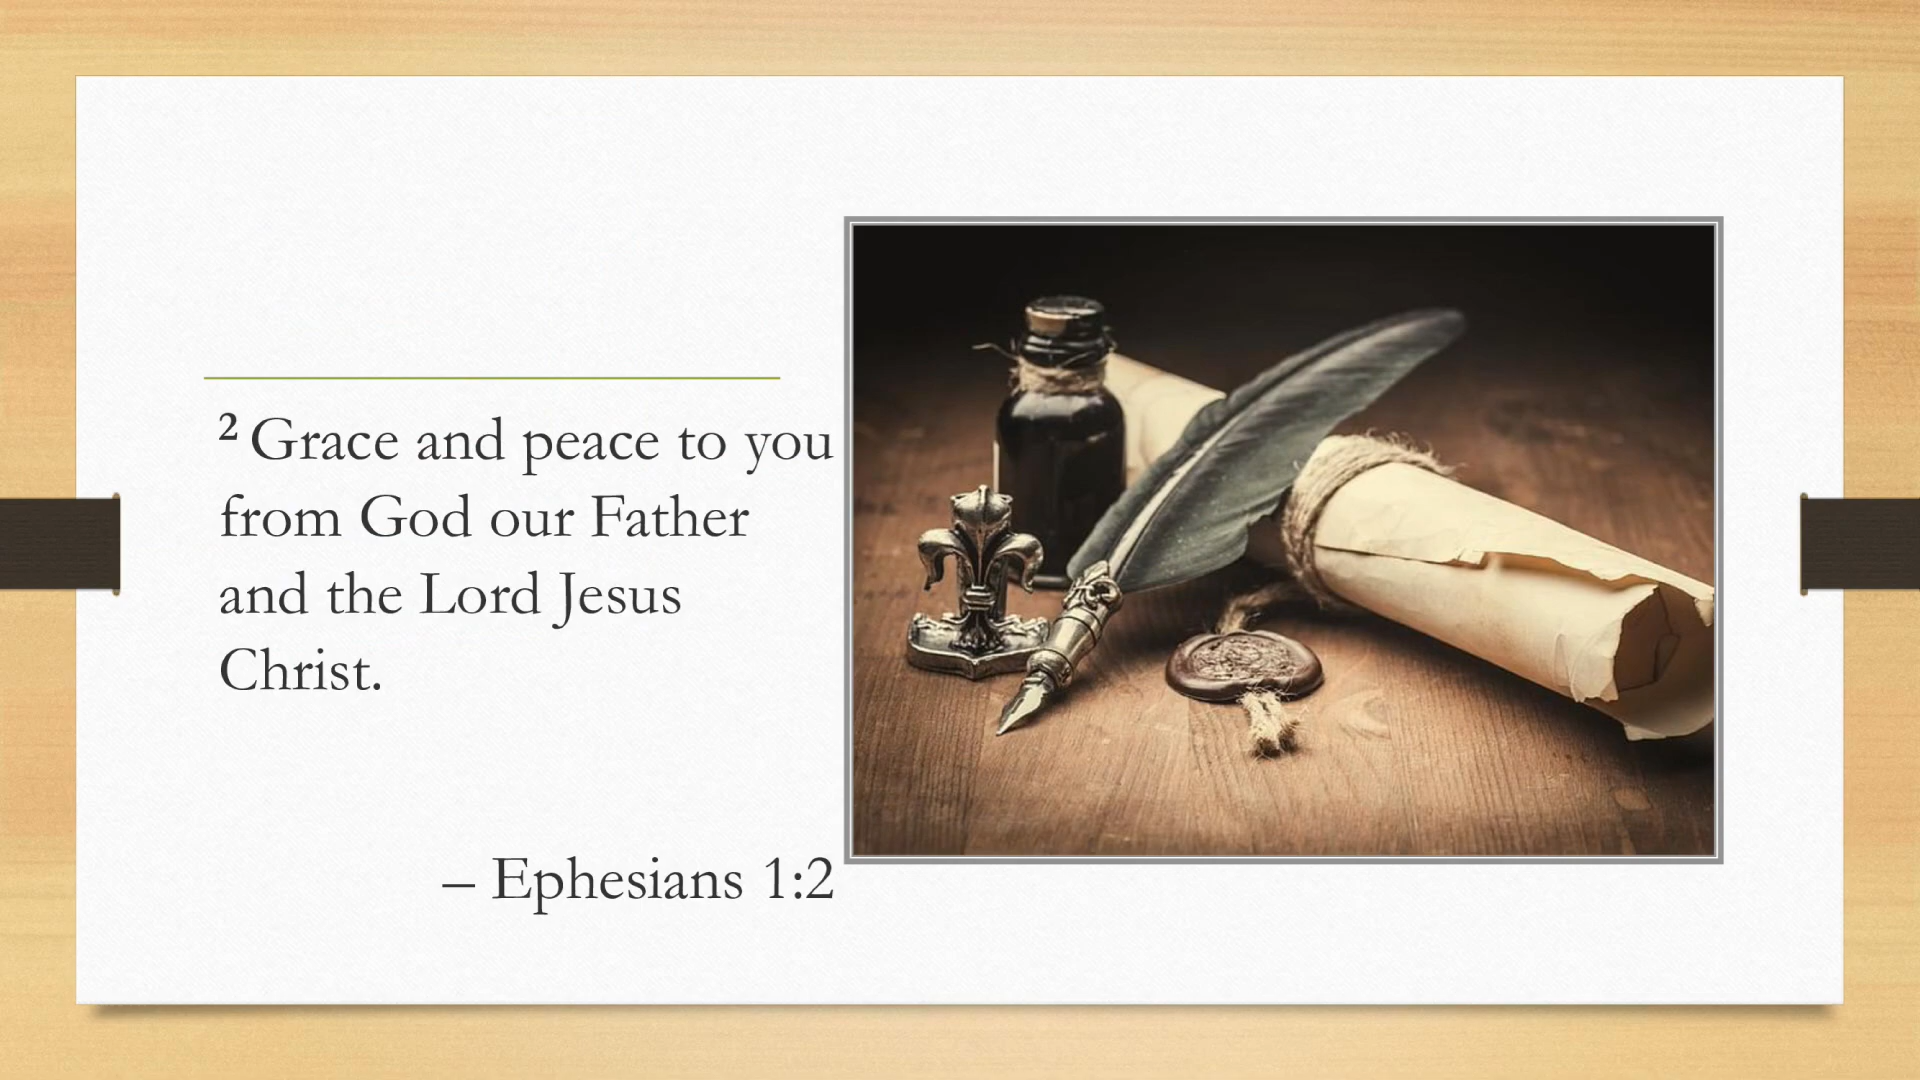 ² Grace and peace to you
from God our Father
and the Lord Jesus
Christ.
– Ephesians 1:2